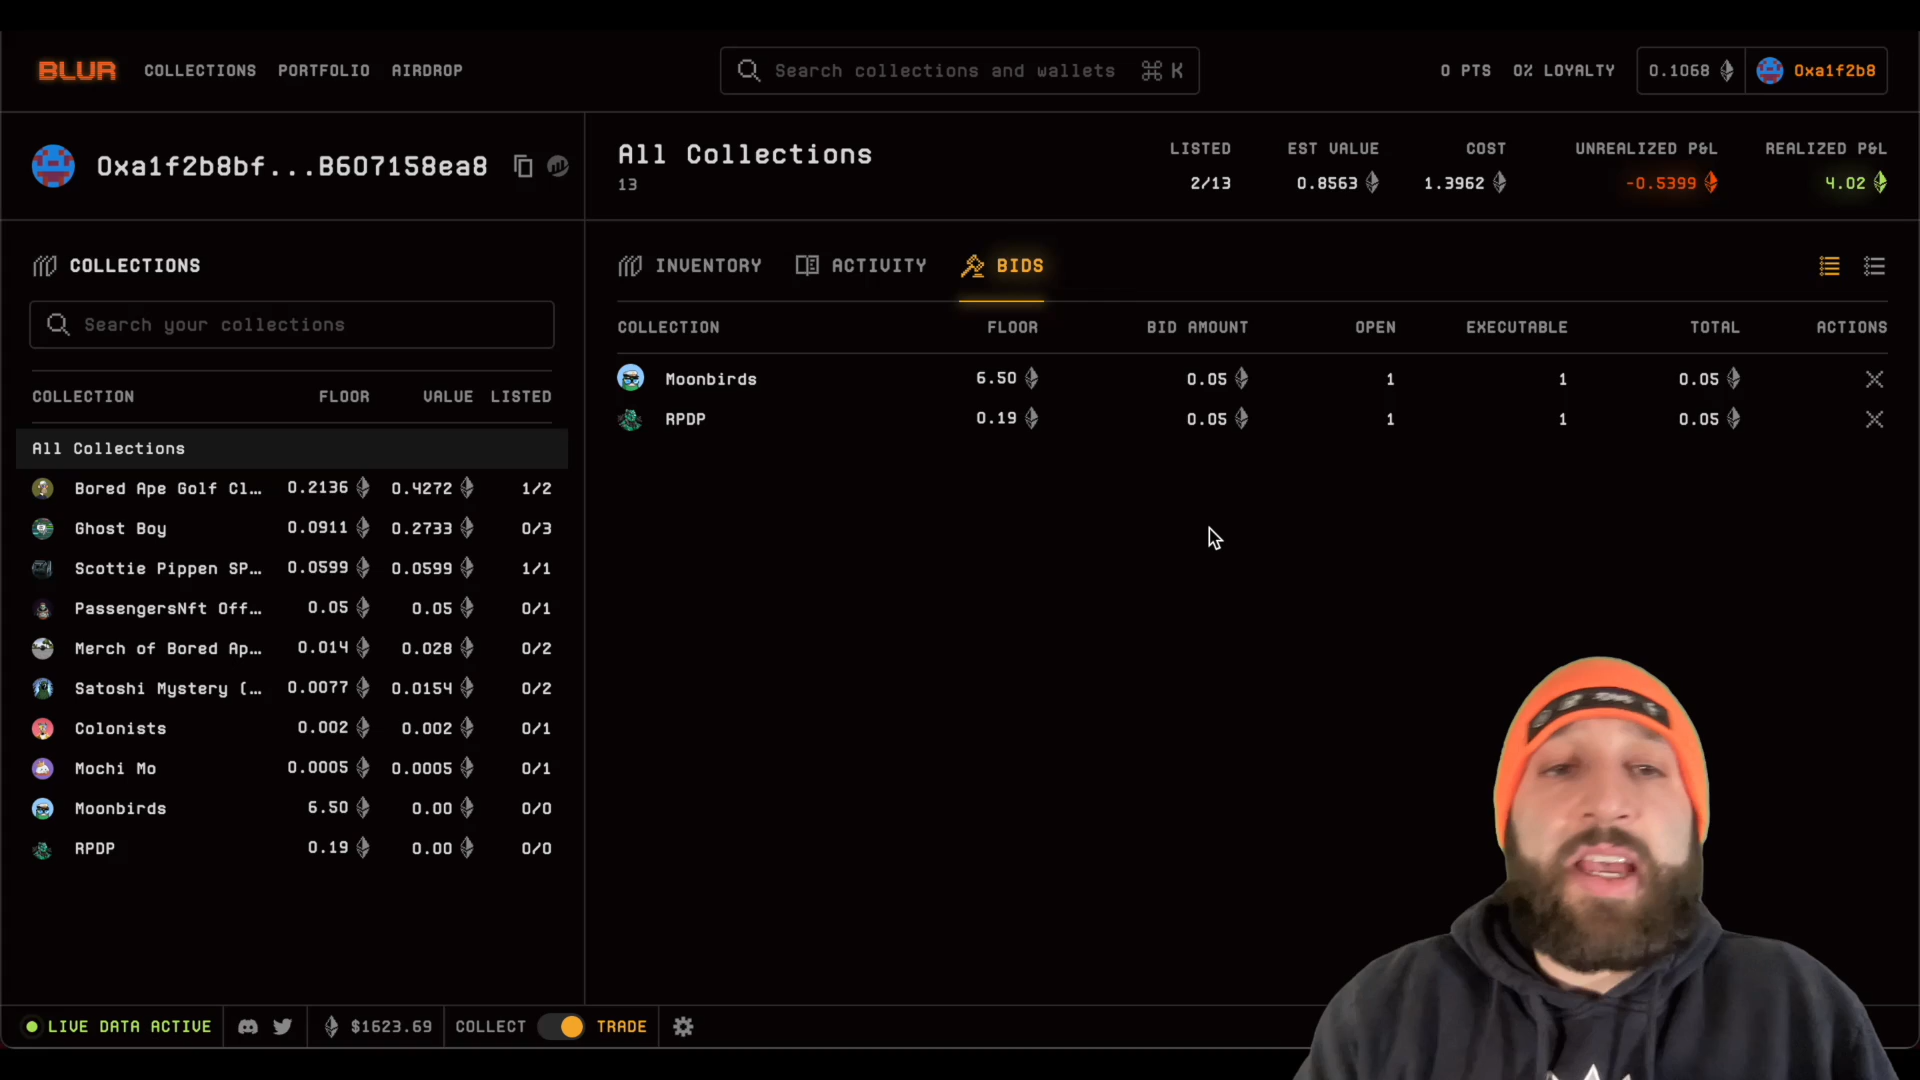 BLUR COLLECTIONS PORTFOLIO AIRDROP Search collections and wallets ⌘ K 0 PTS 0% LOYALTY 0.1068 0xa1f2b8
0xa1f2b8bf...B607158ea8
All Collections
13
LISTED EST VALUE COST UNREALIZED P&L REALIZED P&L
2/13 0.8563 1.3962 -0.5399 4.02
COLLECTIONS
Search your collections
COLLECTION FLOOR VALUE LISTED
All Collections
Bored Ape Golf Cl... 0.2136 0.4272 1/2
Ghost Boy 0.0911 0.2733 0/3
Scottie Pippen SP... 0.0599 0.0599 1/1
PassengersNft Off... 0.05 0.05 0/1
Merch of Bored Ap... 0.014 0.028 0/2
Satoshi Mystery (... 0.0077 0.0154 0/2
Colonists 0.002 0.002 0/1
Mochi Mo 0.0005 0.0005 0/1
Moonbirds 6.50 0.00 0/0
RPDP 0.19 0.00 0/0
INVENTORY ACTIVITY BIDS
COLLECTION FLOOR BID AMOUNT OPEN EXECUTABLE TOTAL ACTIONS
Moonbirds 6.50 0.05 1 1 0.05
RPDP 0.19 0.05 1 1 0.05
LIVE DATA ACTIVE $1623.69 COLLECT TRADE